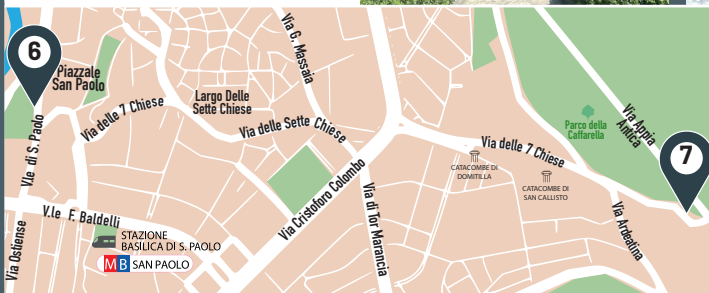 6
Piazzale
San Paolo
V.le di S. Paolo
Via delle 7 Chiese
Largo Delle
Sette Chiese
Via G. Massaia
Via delle Sette Chiese
Via Cristoforo Colombo
Via di Tor Marancia
Via delle 7 Chiese
CATACOMBE DI
DOMITILLA
CATACOMBE DI
SAN CALLISTO
Parco della
Caffarella
Via Appia
Antica
7
Via Ardeatina
V.le F. Baldelli
Via Ostiense
STAZIONE
BASILICA DI S. PAOLO
M B SAN PAOLO